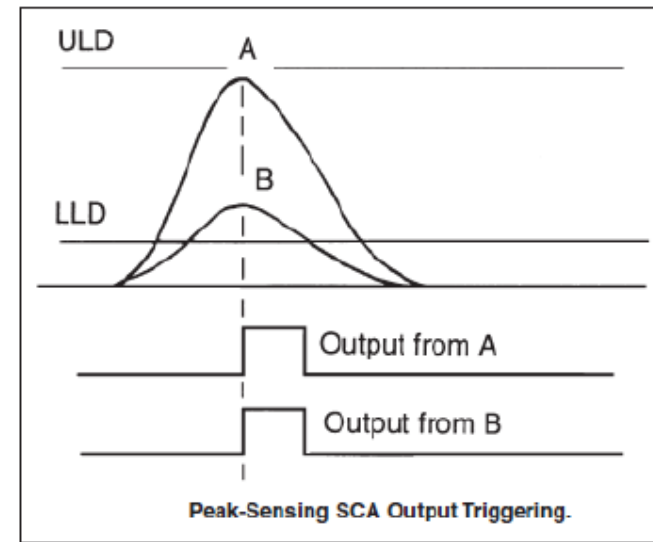 ULD
A
B
LLD
Output from A
Output from B
Peak-Sensing SCA Output Triggering.